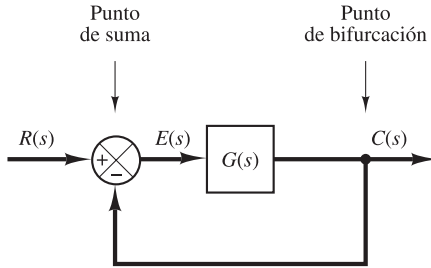 Punto
de suma
Punto
de bifurcación
R(s)
+
−
E(s)
G(s)
C(s)